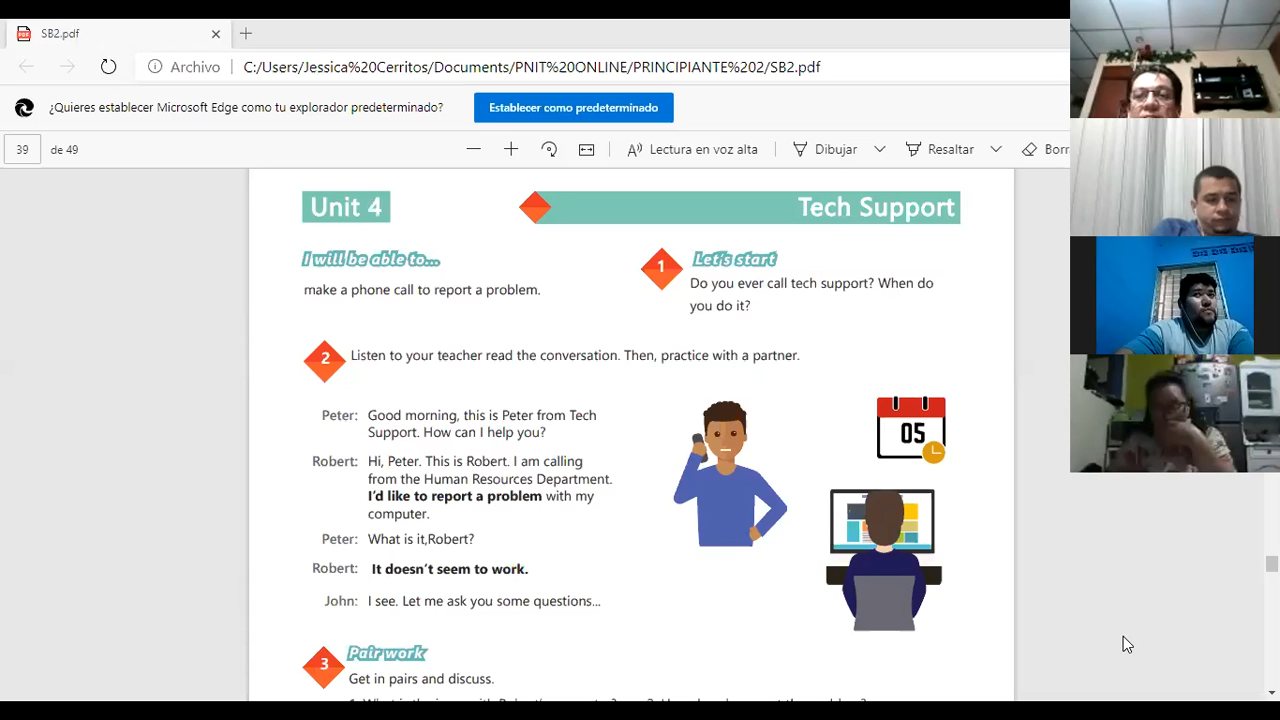 SB2.pdf
Archivo C:/Users/Jessica%20Cerritos/Documents/PNIT%20ONLINE/PRINCIPIANTE%202/SB2.pdf
¿Quieres establecer Microsoft Edge como tu explorador predeterminado? Establecer como predeterminado
39 de 49 Lectura en voz alta Dibujar Resaltar Bor
Unit 4 Tech Support
I will be able to...
make a phone call to report a problem.
1 Let's start
Do you ever call tech support? When do
you do it?
2 Listen to your teacher read the conversation. Then, practice with a partner.
Peter: Good morning, this is Peter from Tech
Support. How can I help you?
Robert: Hi, Peter. This is Robert. I am calling
from the Human Resources Department.
I'd like to report a problem with my
computer.
Peter: What is it,Robert?
Robert: It doesn't seem to work.
John: I see. Let me ask you some questions...
05
3 Pair work
Get in pairs and discuss.